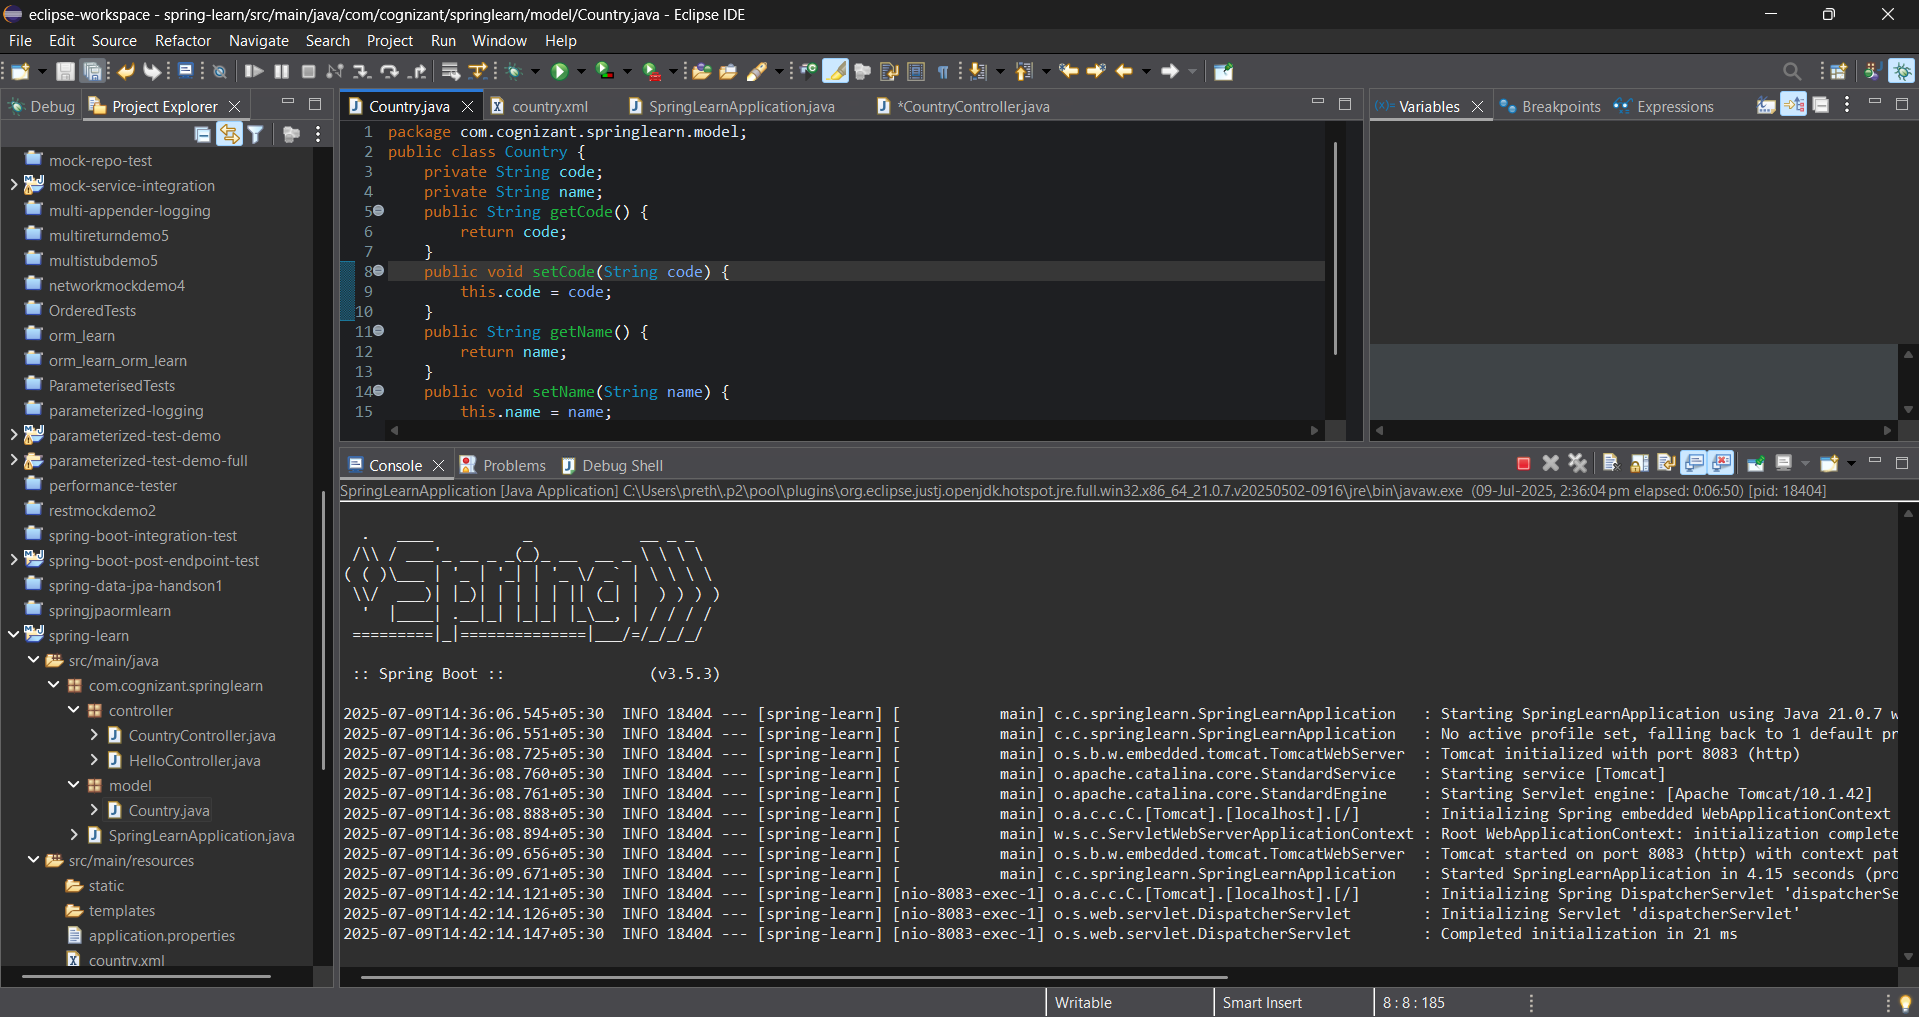 eclipse-workspace - spring-learn/src/main/java/com/cognizant/springlearn/model/Country.java - Eclipse IDE
File Edit Source Refactor Navigate Search Project Run Window Help
Debug Project Explorer
mock-repo-test
mock-service-integration
multi-appender-logging
multireturndemo5
multistubdemo5
networkmockdemo4
OrderedTests
orm_learn
orm_learn_orm_learn
ParameterisedTests
parameterized-logging
parameterized-test-demo
parameterized-test-demo-full
performance-tester
restmockdemo2
spring-boot-integration-test
spring-boot-post-endpoint-test
spring-data-jpa-handson1
springjpaormlearn
spring-learn
src/main/java
com.cognizant.springlearn
controller
CountryController.java
HelloController.java
model
Country.java
SpringLearnApplication.java
src/main/resources
static
templates
application.properties
country.xml
Country.java country.xml SpringLearnApplication.java *CountryController.java
1 package com.cognizant.springlearn.model;
2 public class Country {
3 private String code;
4 private String name;
5 public String getCode() {
6 return code;
7 }
8 public void setCode(String code) {
9 this.code = code;
10 }
11 public String getName() {
12 return name;
13 }
14 public void setName(String name) {
15 this.name = name;
Variables Breakpoints Expressions
Console Problems Debug Shell
SpringLearnApplication [Java Application] C:\Users\preth\.p2\pool\plugins\org.eclipse.justj.openjdk.hotspot.jre.full.win32.x86_64_21.0.7.v20250502-0916\jre\bin\javaw.exe (09-Jul-2025, 2:36:04 pm elapsed: 0:06:50) [pid: 18404]
Spring
:: Spring Boot :: (v3.5.3)
2025-07-09T14:36:06.545+05:30 INFO 18404 --- [spring-learn] [ main] c.c.springlearn.SpringLearnApplication : Starting SpringLearnApplication using Java 21.0.7 w
2025-07-09T14:36:06.551+05:30 INFO 18404 --- [spring-learn] [ main] c.c.springlearn.SpringLearnApplication : No active profile set, falling back to 1 default pr
2025-07-09T14:36:08.725+05:30 INFO 18404 --- [spring-learn] [ main] o.s.b.w.embedded.tomcat.TomcatWebServer : Tomcat initialized with port 8083 (http)
2025-07-09T14:36:08.760+05:30 INFO 18404 --- [spring-learn] [ main] o.apache.catalina.core.StandardService : Starting service [Tomcat]
2025-07-09T14:36:08.761+05:30 INFO 18404 --- [spring-learn] [ main] o.apache.catalina.core.StandardEngine : Starting Servlet engine: [Apache Tomcat/10.1.42]
2025-07-09T14:36:08.888+05:30 INFO 18404 --- [spring-learn] [ main] o.a.c.c.C.[Tomcat].[localhost].[/] : Initializing Spring embedded WebApplicationContext
2025-07-09T14:36:08.894+05:30 INFO 18404 --- [spring-learn] [ main] w.s.c.ServletWebServerApplicationContext : Root WebApplicationContext: initialization complete
2025-07-09T14:36:09.656+05:30 INFO 18404 --- [spring-learn] [ main] o.s.b.w.embedded.tomcat.TomcatWebServer : Tomcat started on port 8083 (http) with context pat
2025-07-09T14:36:09.671+05:30 INFO 18404 --- [spring-learn] [ main] c.c.springlearn.SpringLearnApplication : Started SpringLearnApplication in 4.15 seconds (pro
2025-07-09T14:42:14.121+05:30 INFO 18404 --- [spring-learn] [nio-8083-exec-1] o.a.c.c.C.[Tomcat].[localhost].[/] : Initializing Spring DispatcherServlet 'dispatcherSe
2025-07-09T14:42:14.126+05:30 INFO 18404 --- [spring-learn] [nio-8083-exec-1] o.s.web.servlet.DispatcherServlet : Initializing Servlet 'dispatcherServlet'
2025-07-09T14:42:14.147+05:30 INFO 18404 --- [spring-learn] [nio-8083-exec-1] o.s.web.servlet.DispatcherServlet : Completed initialization in 21 ms
Writable Smart Insert 8 : 8 : 185